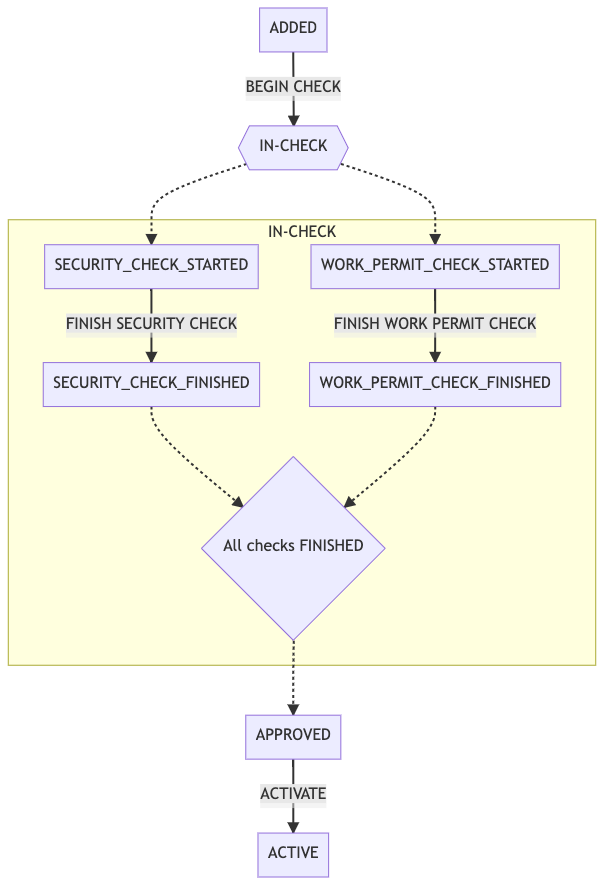 ADDED
BEGIN CHECK
IN-CHECK
IN-CHECK
SECURITY_CHECK_STARTED
WORK_PERMIT_CHECK_STARTED
FINISH SECURITY CHECK
FINISH WORK PERMIT CHECK
SECURITY_CHECK_FINISHED
WORK_PERMIT_CHECK_FINISHED
All checks FINISHED
APPROVED
ACTIVATE
ACTIVE